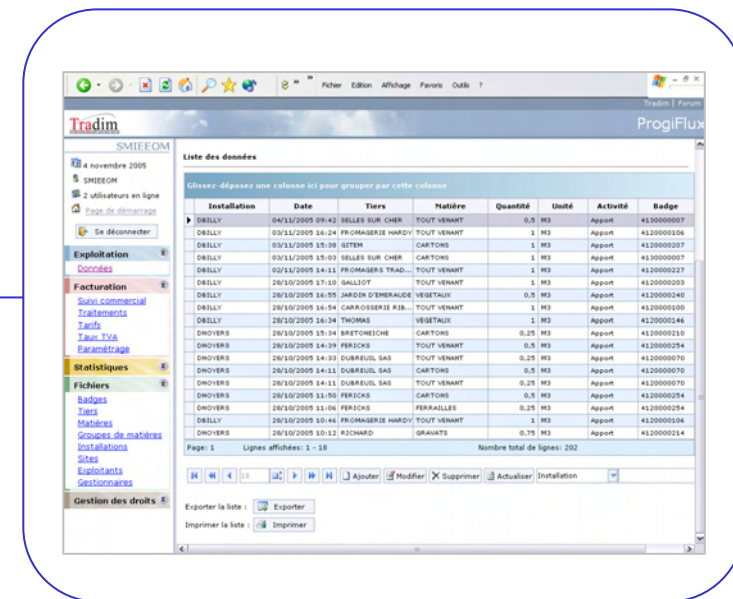 Fichier Edition Affichage Favoris Outils ?
Tradim | Forum
Tradim
ProgiFlux
SMIEEOM
4 novembre 2005
SMIEEOM
2 utilisateurs en ligne
Page de démarrage
Se déconnecter
Exploitation
Données
Facturation
Suivi commercial
Traitements
Tarifs
Taux TVA
Paramétrage
Statistiques
Fichiers
Badges
Tiers
Matières
Groupes de matières
Installations
Sites
Exploitants
Gestionnaires
Gestion des droits
Liste des données
Glissez-déposez une colonne ici pour grouper par cette colonne
Installation Date Tiers Matière Quantité Unité Activité Badge
DBILLY 04/11/2005 09:42 SELLES SUR CHER TOUT VENANT 0,5 M3 Apport 4130000007
DBILLY 03/11/2005 16:24 FROMAGERIE HARDY TOUT VENANT 1 M3 Apport 4120000106
DBILLY 03/11/2005 15:38 GITEM CARTONS 1 M3 Apport 4120000207
DBILLY 03/11/2005 15:03 SELLES SUR CHER CARTONS 0,5 M3 Apport 4130000007
DBILLY 02/11/2005 14:11 FROMAGERS TRAD... TOUT VENANT 1 M3 Apport 4120000227
DBILLY 28/10/2005 17:10 GALLIOT TOUT VENANT 1 M3 Apport 4120000203
DBILLY 28/10/2005 16:55 JARDIN D'EMERAUDE VEGETAUX 0,5 M3 Apport 4120000240
DBILLY 28/10/2005 16:54 CARROSSERIE RIB... TOUT VENANT 1 M3 Apport 4120000100
DBILLY 28/10/2005 16:34 THOMAS VEGETAUX 1 M3 Apport 4120000146
DNOYERS 28/10/2005 15:34 BRETONEICHE CARTONS 0,25 M3 Apport 4120000210
DNOYERS 28/10/2005 14:39 FERICKS TOUT VENANT 0,5 M3 Apport 4120000254
DNOYERS 28/10/2005 14:33 DUBREUIL SAS TOUT VENANT 0,25 M3 Apport 4120000070
DNOYERS 28/10/2005 14:11 DUBREUIL SAS CARTONS 0,5 M3 Apport 4120000070
DNOYERS 28/10/2005 14:11 DUBREUIL SAS TOUT VENANT 0,25 M3 Apport 4120000070
DNOYERS 28/10/2005 11:50 FERICKS CARTONS 0,5 M3 Apport 4120000254
DNOYERS 28/10/2005 11:06 FERICKS FERRAILLES 0,25 M3 Apport 4120000254
DBILLY 28/10/2005 10:46 FROMAGERIE HARDY TOUT VENANT 1 M3 Apport 4120000106
DNOYERS 28/10/2005 10:12 RICHARD GRAVATS 0,75 M3 Apport 4120000214
Page: 1 Lignes affichées: 1 - 18 Nombre total de lignes: 202
18 Ajouter Modifier Supprimer Actualiser Installation
Exporter la liste : Exporter
Imprimer la liste : Imprimer